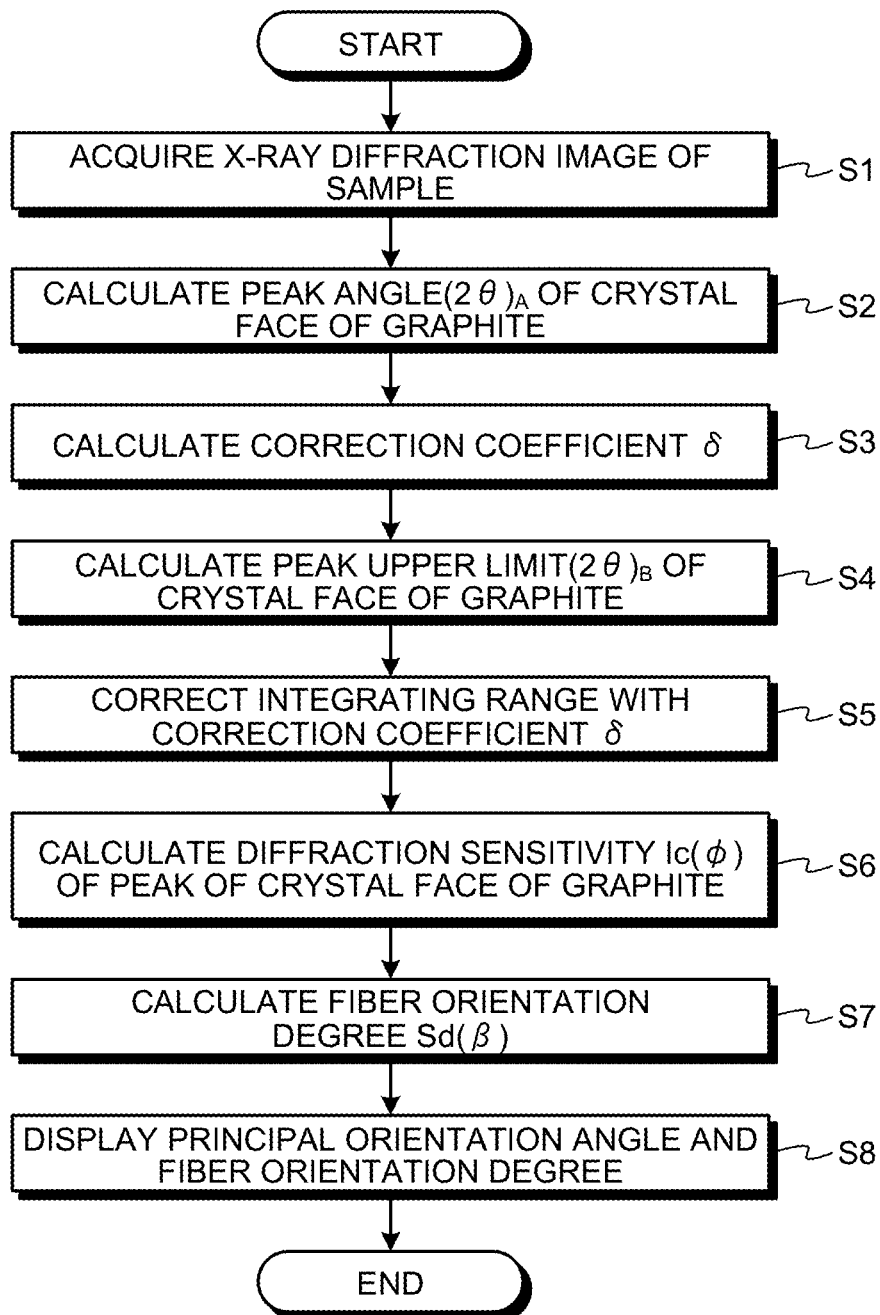 START
ACQUIRE X-RAY DIFFRACTION IMAGE OF
SAMPLE
S1
CALCULATE PEAK ANGLE(2θ)A OF CRYSTAL
FACE OF GRAPHITE
S2
CALCULATE CORRECTION COEFFICIENT δ
S3
CALCULATE PEAK UPPER LIMIT(2θ)B OF
CRYSTAL FACE OF GRAPHITE
S4
CORRECT INTEGRATING RANGE WITH
CORRECTION COEFFICIENT δ
S5
CALCULATE DIFFRACTION SENSITIVITY Ic(φ)
OF PEAK OF CRYSTAL FACE OF GRAPHITE
S6
CALCULATE FIBER ORIENTATION
DEGREE Sd(β)
S7
DISPLAY PRINCIPAL ORIENTATION ANGLE AND
FIBER ORIENTATION DEGREE
S8
END